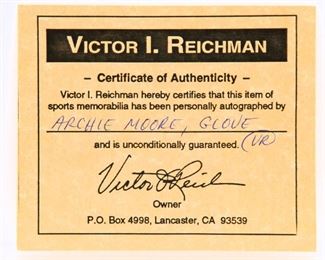 VICTOR I. REICHMAN
– Certificate of Authenticity –
Victor I. Reichman hereby certifies that this item of
sports memorabilia has been personally autographed by
ARCHIE MOORE, GLOVE
and is unconditionally guaranteed. (VR)
Victor I Reich
Owner
P.O. Box 4998, Lancaster, CA 93539